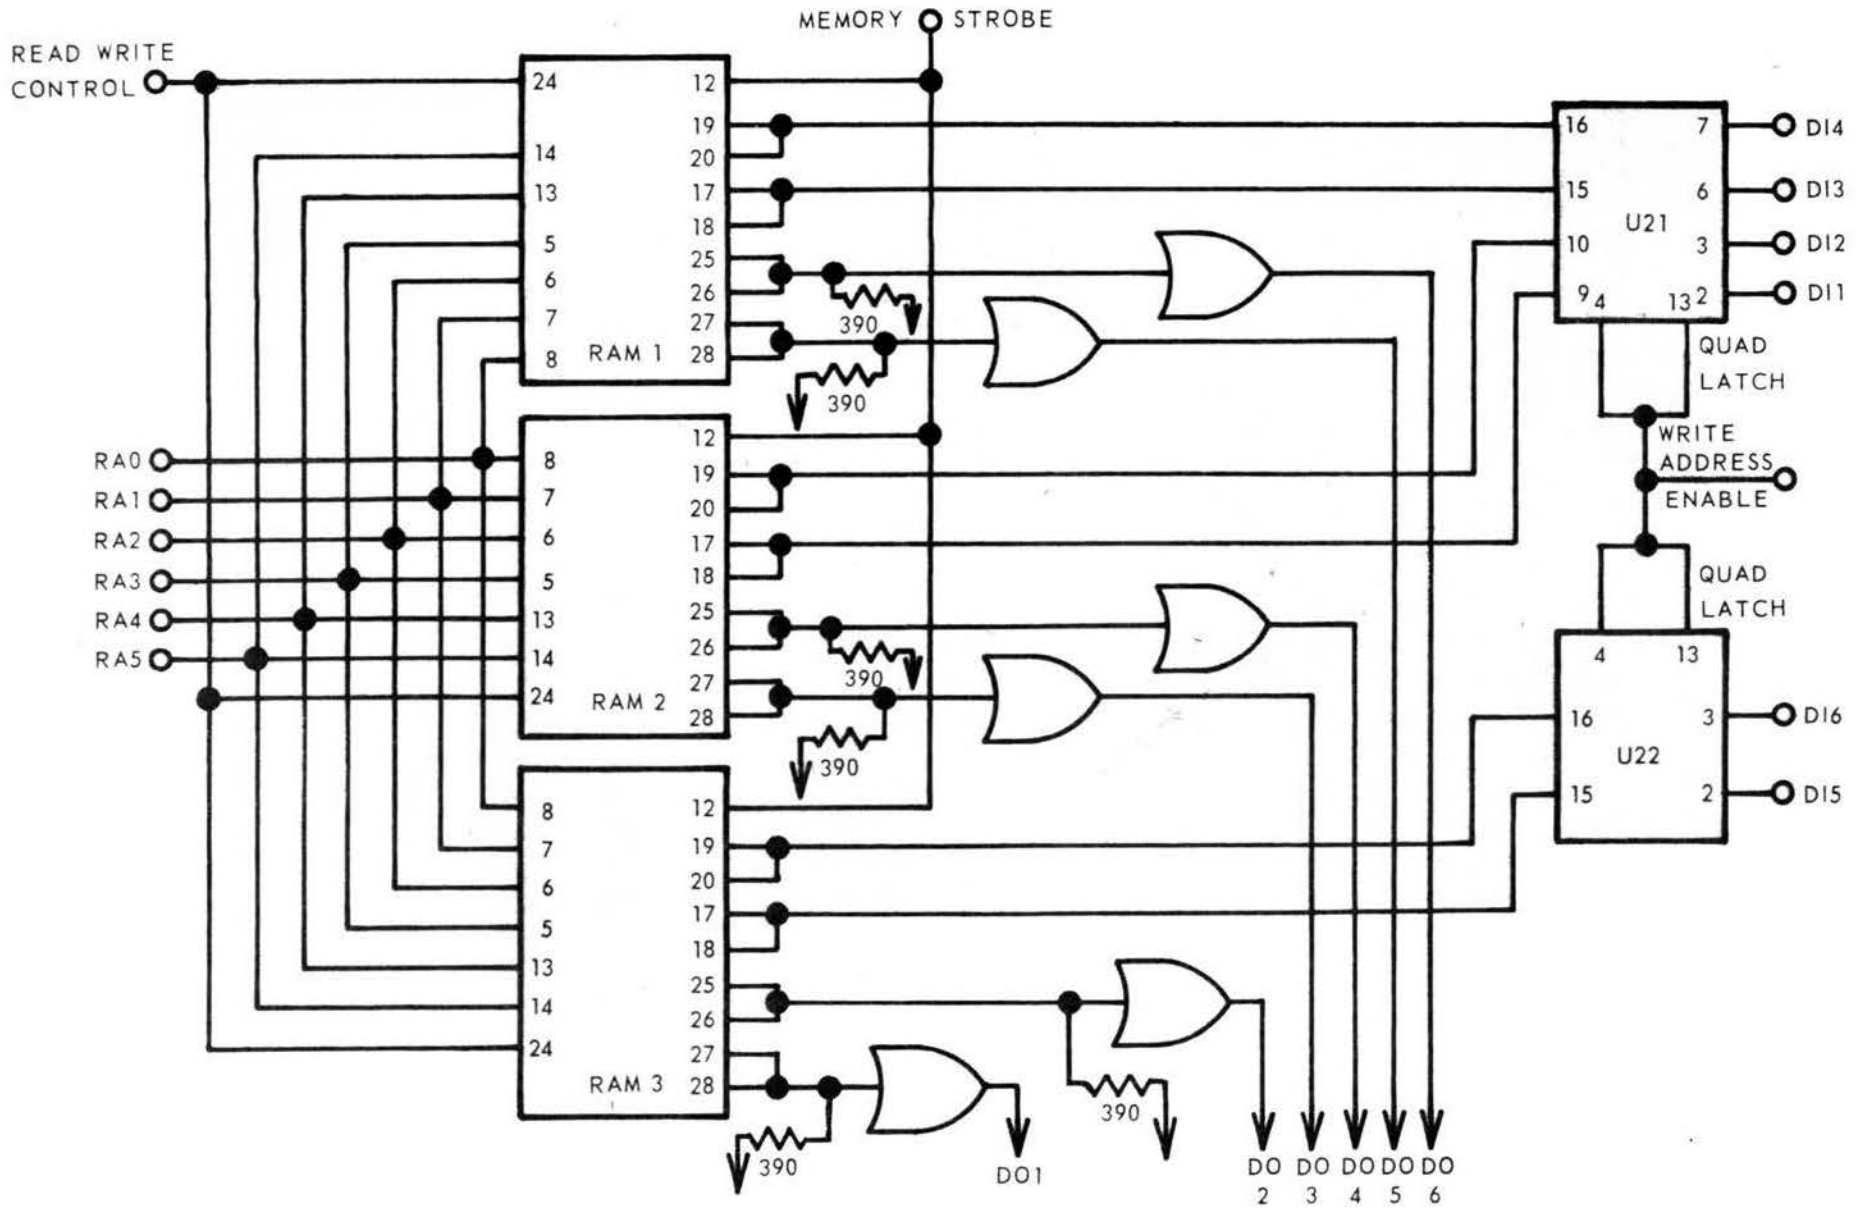 MEMORY STROBE
READ WRITE
CONTROL
24 12
19
20
14
13
17
18
5
6
25
26
7
27
8
RAM 1 28
390
390
16 7 DI4
15 6 DI3
U21
10 3 DI2
9 4 13 2 DI1
QUAD
LATCH
WRITE
ADDRESS
ENABLE
RA0
RA1
RA2
RA3
RA4
RA5
8 12
7 19
20
6 17
5 18
13 25
26
14 27
24 RAM 2 28
390
390
QUAD
LATCH
4 13
16 3 DI6
U22
15 2 DI5
8 12
7 19
6 20
5 17
18
13 25
14 26
24 27
RAM 3 28
390
390
DO1
DO DO DO DO DO
2 3 4 5 6